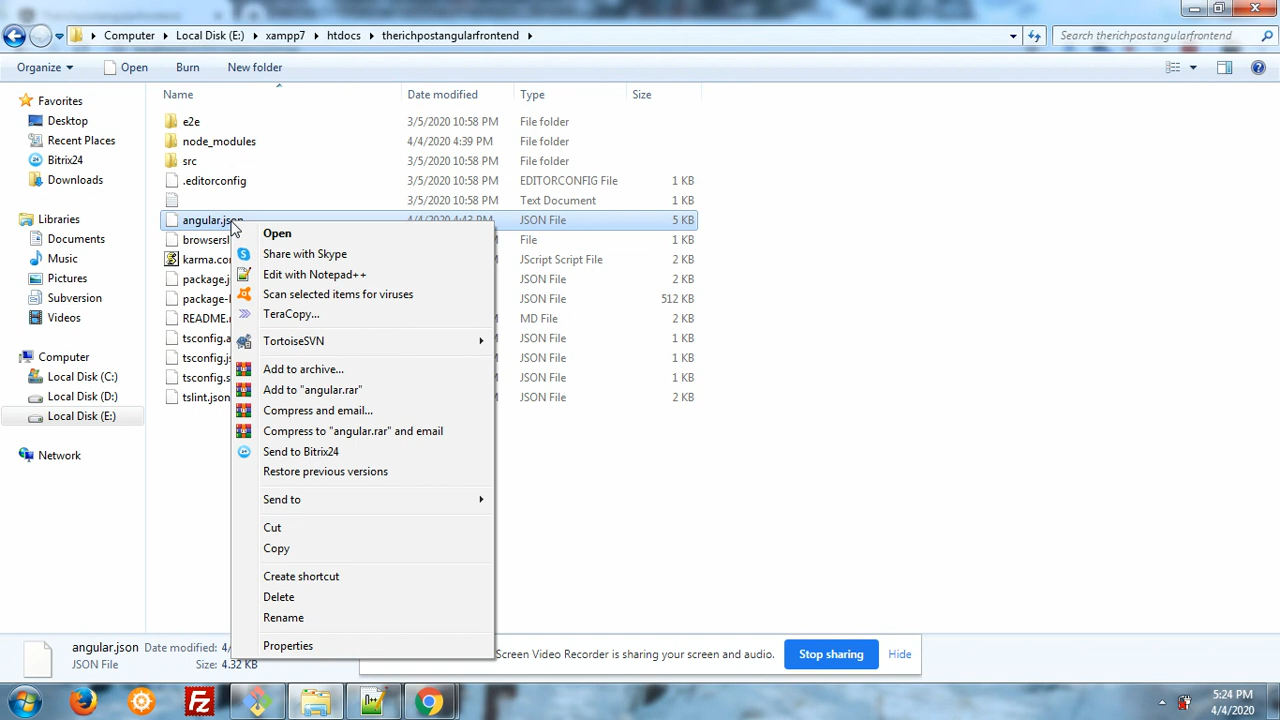 Computer ▸ Local Disk (E:) ▸ xampp7 ▸ htdocs ▸ therichpostangularfrontend ▸
Search therichpostangularfrontend
Organize Open Burn New folder
Name Date modified Type Size
Favorites
Desktop
Recent Places
Bitrix24
Downloads
Libraries
Documents
Music
Pictures
Subversion
Videos
Computer
Local Disk (C:)
Local Disk (D:)
Local Disk (E:)
Network
e2e 3/5/2020 10:58 PM File folder
node_modules 4/4/2020 4:39 PM File folder
src 3/5/2020 10:58 PM File folder
.editorconfig 3/5/2020 10:58 PM EDITORCONFIG File 1 KB
3/5/2020 10:58 PM Text Document 1 KB
angular.json 4/4/2020 4:43 PM JSON File 5 KB
File 1 KB
JScript Script File 2 KB
JSON File 2 KB
JSON File 512 KB
MD File 2 KB
JSON File 1 KB
JSON File 1 KB
JSON File 1 KB
tslint.json JSON File 2 KB
Open
Share with Skype
Edit with Notepad++
Scan selected items for viruses
TeraCopy...
TortoiseSVN
Add to archive...
Add to "angular.rar"
Compress and email...
Compress to "angular.rar" and email
Send to Bitrix24
Restore previous versions
Send to
Cut
Copy
Create shortcut
Delete
Rename
Properties
angular.json Date modified: 4/
JSON File Size: 4.32 KB
Screen Video Recorder is sharing your screen and audio.
Stop sharing
Hide
5:24 PM
4/4/2020